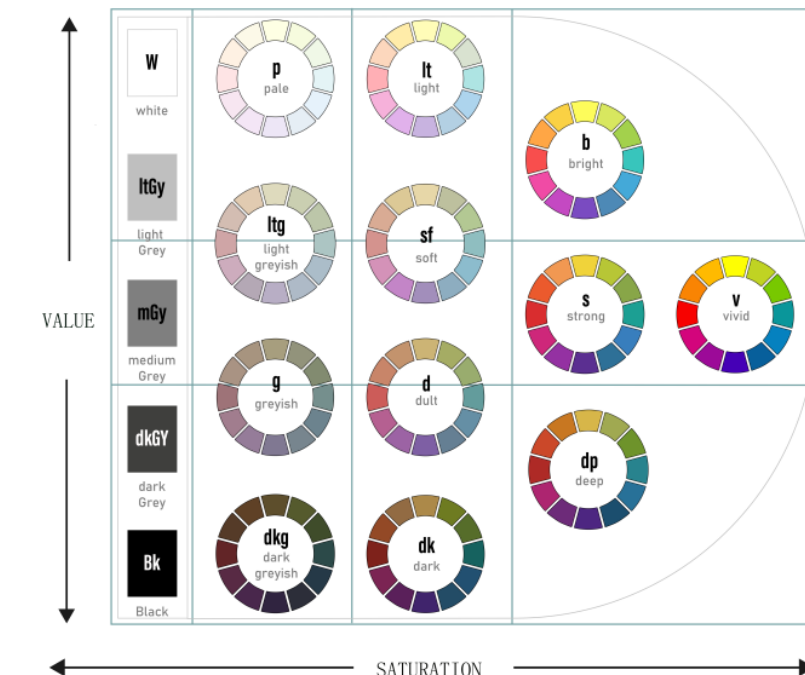 W
white
ltGy
light
Grey
mGy
medium
Grey
dkGY
dark
Grey
Bk
Black
p
pale
ltg
light
greyish
g
greyish
dkg
dark
greyish
lt
light
sf
soft
d
dult
dk
dark
b
bright
s
strong
dp
deep
v
vivid
VALUE
SATURATION